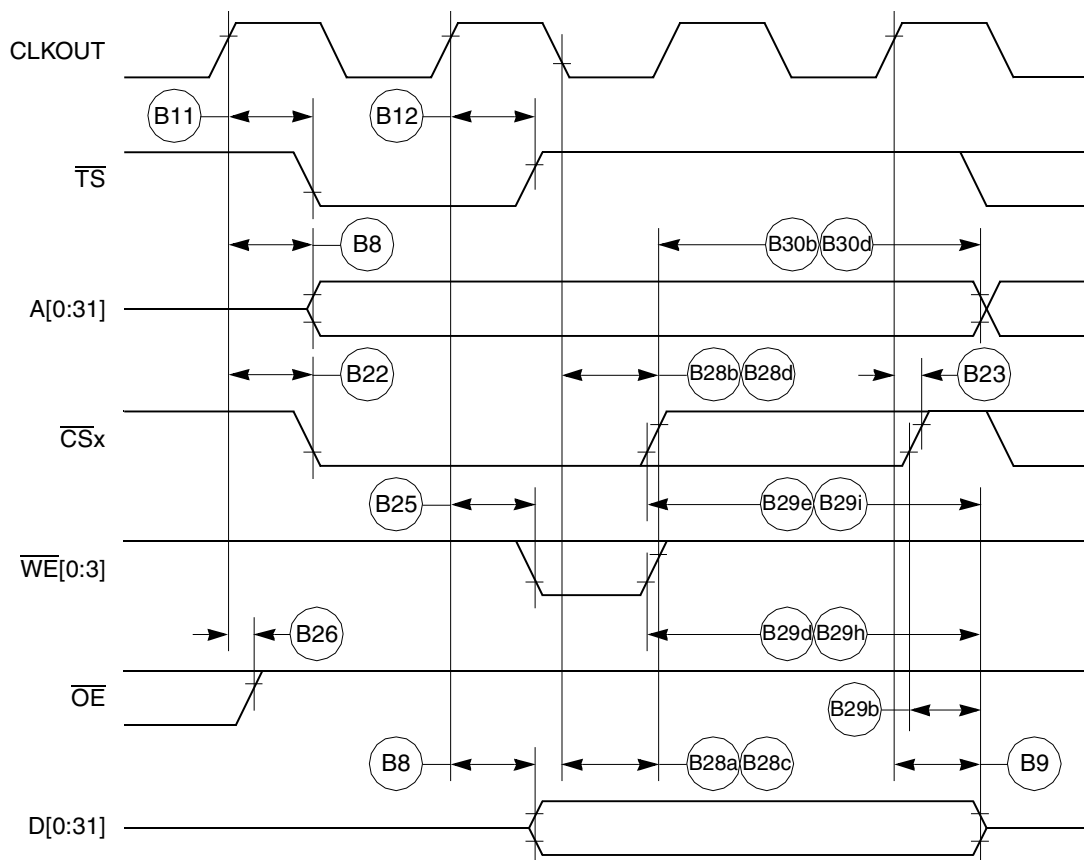 CLKOUT
B11
B12
TS
B8
B30b B30d
A[0:31]
B22
B28b B28d
B23
CSx
B25
B29e B29i
WE[0:3]
B26
B29d B29h
OE
B29b
B8
B28a B28c
B9
D[0:31]